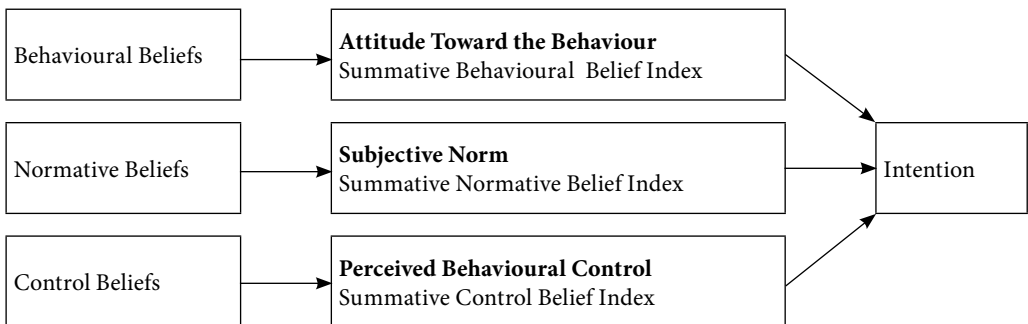 Behavioural Beliefs
Attitude Toward the Behaviour
Summative Behavioural Belief Index
Normative Beliefs
Subjective Norm
Summative Normative Belief Index
Intention
Control Beliefs
Perceived Behavioural Control
Summative Control Belief Index